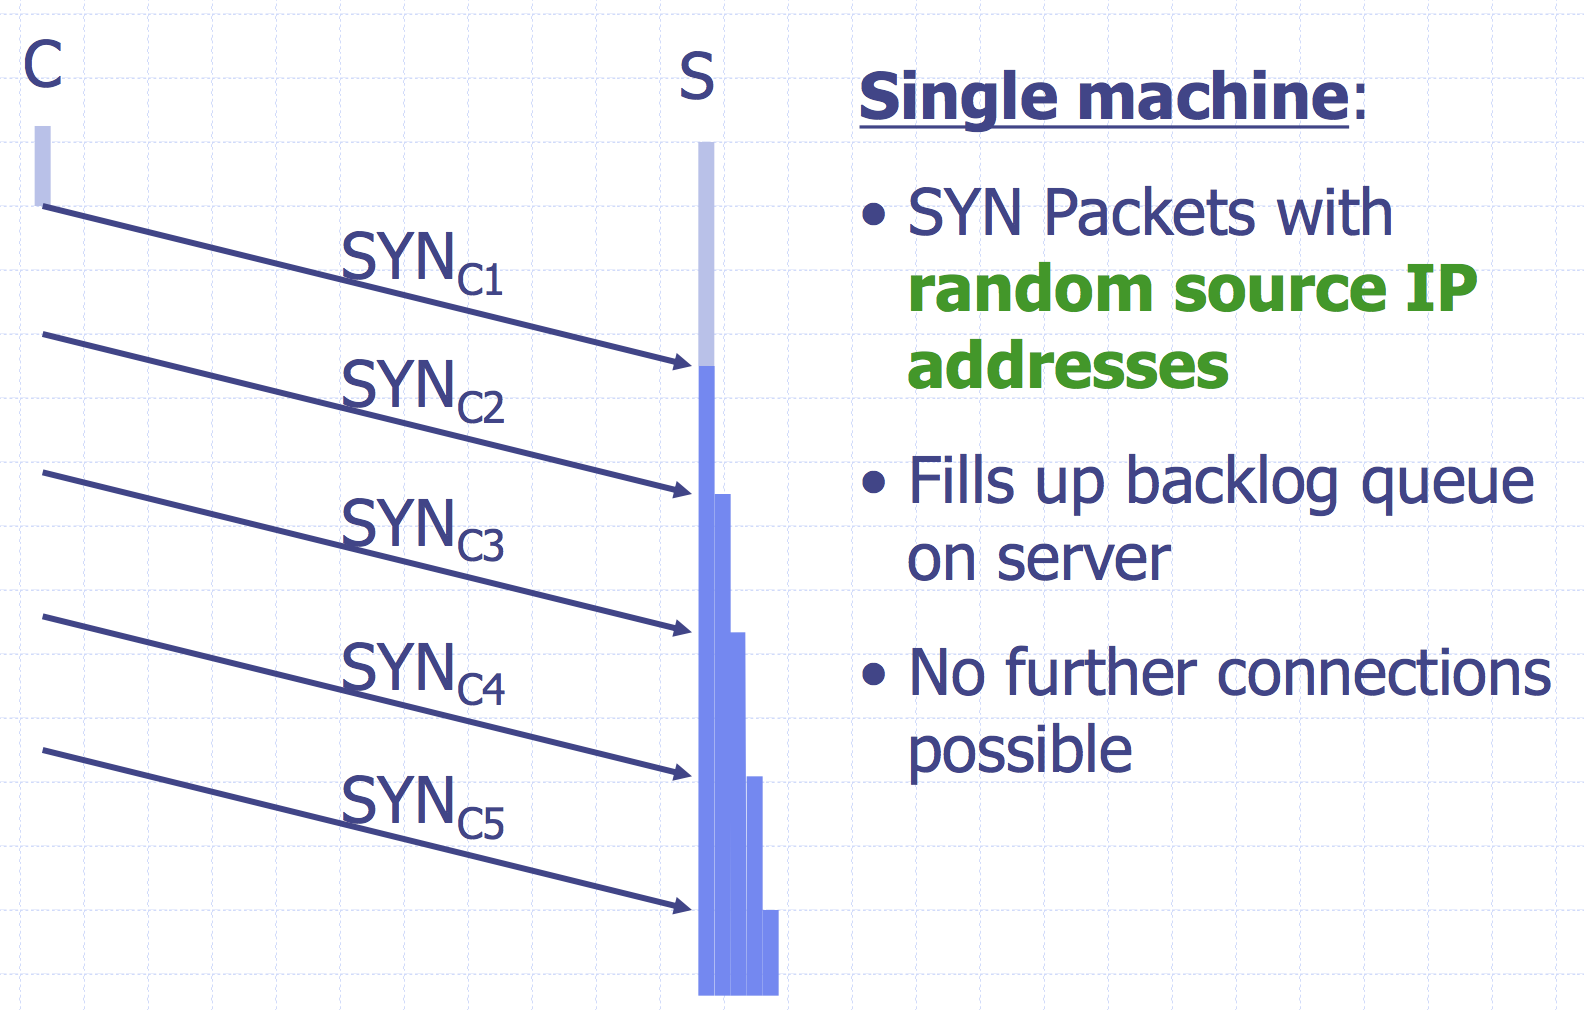 C
S
SYNC1
SYNC2
SYNC3
SYNC4
SYNC5
Single machine:
• SYN Packets with
random source IP
addresses
• Fills up backlog queue
on server
• No further connections
possible